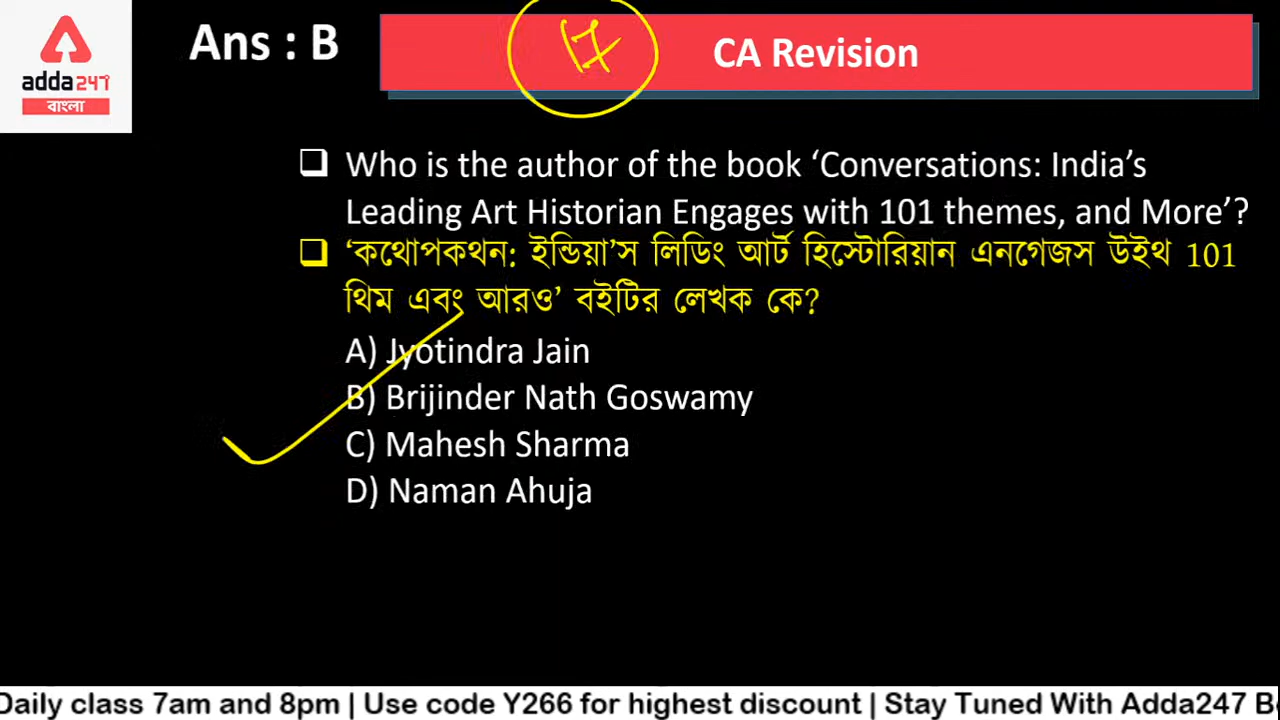 adda247
বাংলা
Ans : B
17
CA Revision
Who is the author of the book ‘Conversations: India’s
Leading Art Historian Engages with 101 themes, and More’?
‘কথোপকথন: ইন্ডিয়া’স লিডিং আর্ট হিস্টোরিয়ান এনগেজস উইথ 101
থিম এবং আরও’ বইটির লেখক কে?
A) Jyotindra Jain
B) Brijinder Nath Goswamy
C) Mahesh Sharma
D) Naman Ahuja
Daily class 7am and 8pm | Use code Y266 for highest discount | Stay Tuned With Adda247 B